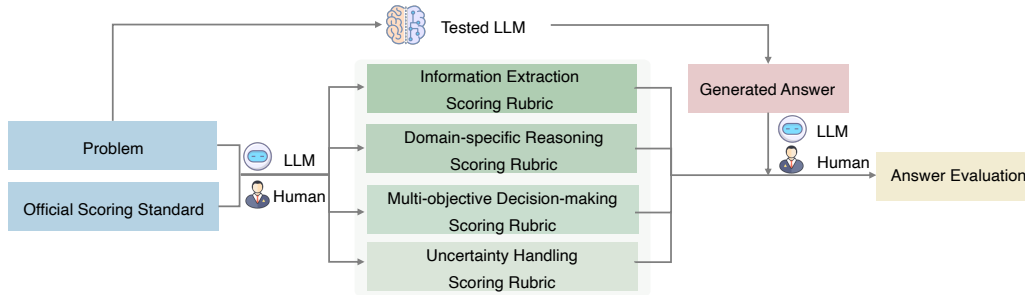 Tested LLM
Problem
Official Scoring Standard
LLM
Human
Information Extraction
Scoring Rubric
Domain-specific Reasoning
Scoring Rubric
Multi-objective Decision-making
Scoring Rubric
Uncertainty Handling
Scoring Rubric
Generated Answer
LLM
Human
Answer Evaluation